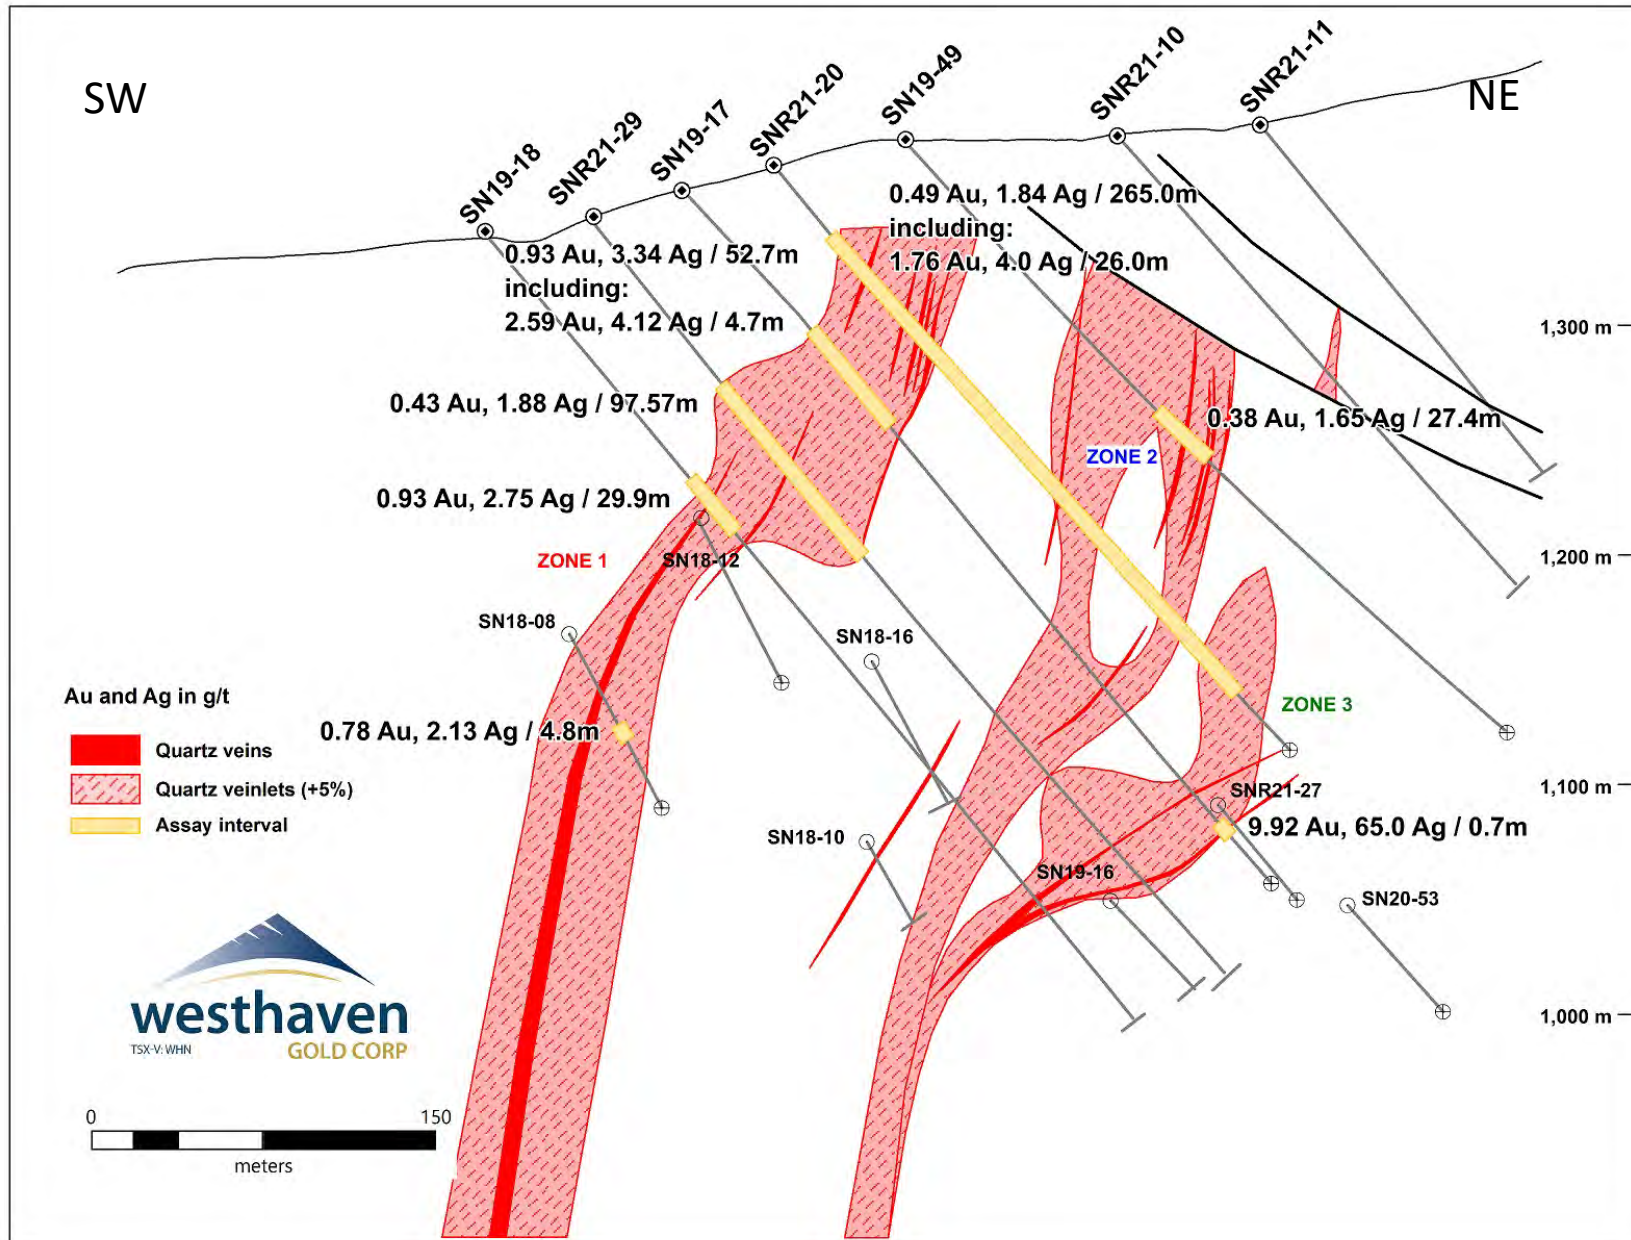 SW
NE
SN19-18
SNR21-29
SN19-17
SNR21-20
SN19-49
SNR21-10
SNR21-11
0.49 Au, 1.84 Ag / 265.0m
including:
1.76 Au, 4.0 Ag / 26.0m
0.93 Au, 3.34 Ag / 52.7m
including:
2.59 Au, 4.12 Ag / 4.7m
1,300 m
0.43 Au, 1.88 Ag / 97.57m
0.38 Au, 1.65 Ag / 27.4m
ZONE 2
0.93 Au, 2.75 Ag / 29.9m
ZONE 1
SN18-12
1,200 m
SN18-08
SN18-16
ZONE 3
Au and Ag in g/t
0.78 Au, 2.13 Ag / 4.8m
Quartz veins
Quartz veinlets (+5%)
Assay interval
1,100 m
SNR21-27
9.92 Au, 65.0 Ag / 0.7m
SN18-10
SN19-16
SN20-53
1,000 m
westhaven
TSX-V: WHN
GOLD CORP
0 150
meters